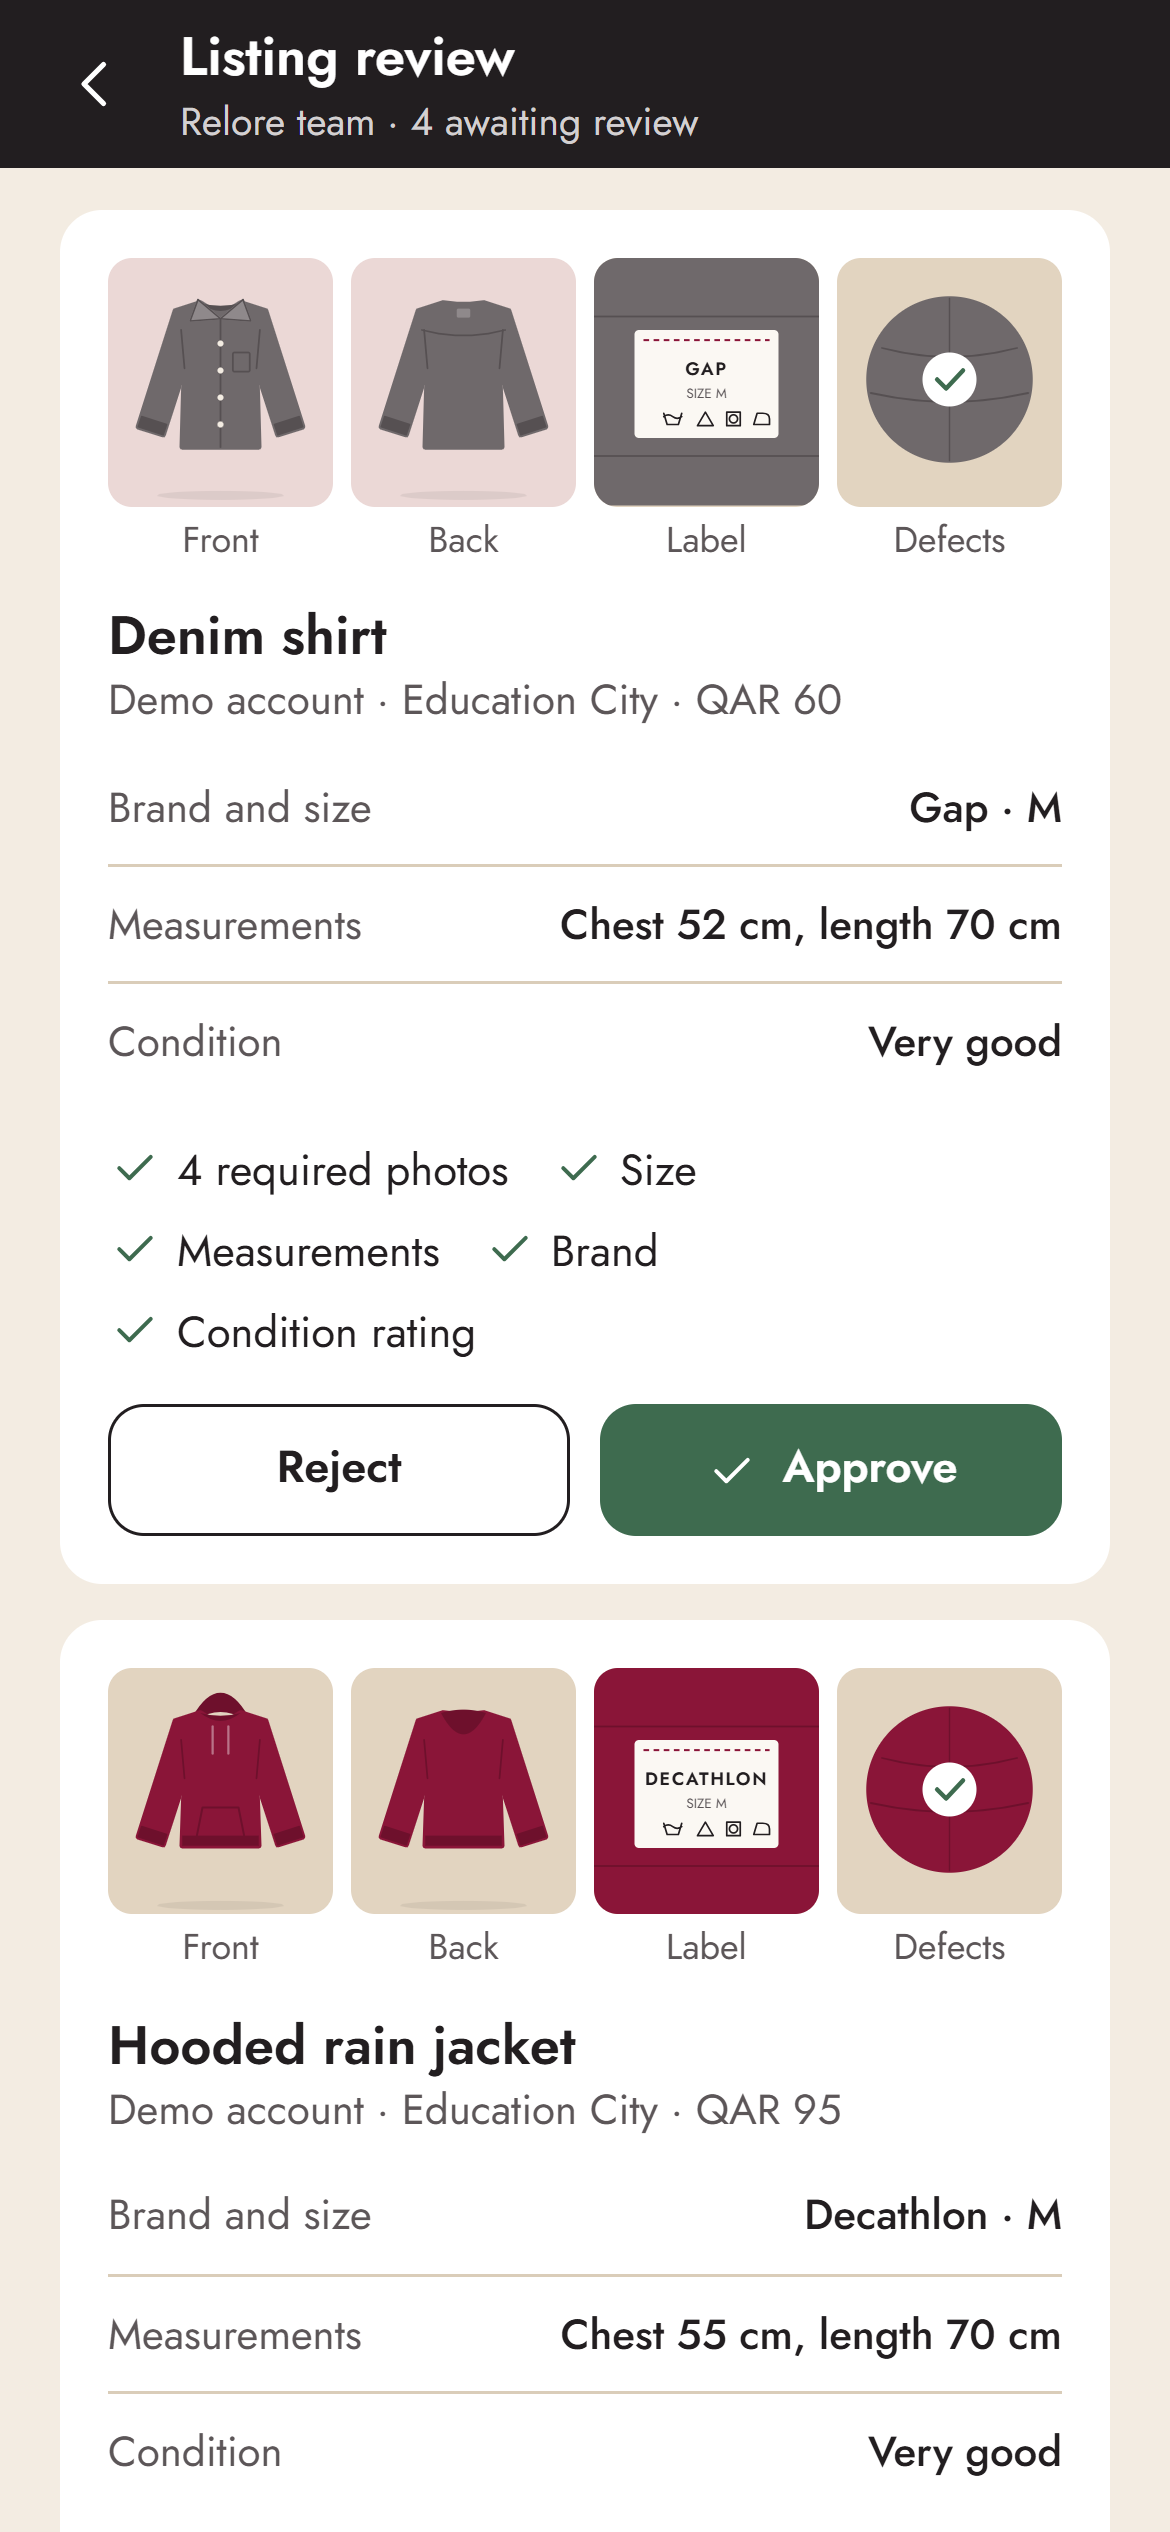 Listing review
Relore team · 4 awaiting review
GAP
SIZE M
Front Back Label Defects
Denim shirt
Demo account · Education City · QAR 60
Brand and size Gap · M
Measurements Chest 52 cm, length 70 cm
Condition Very good
4 required photos Size
Measurements Brand
Condition rating
Reject Approve
DECATHLON
SIZE M
Front Back Label Defects
Hooded rain jacket
Demo account · Education City · QAR 95
Brand and size Decathlon · M
Measurements Chest 55 cm, length 70 cm
Condition Very good